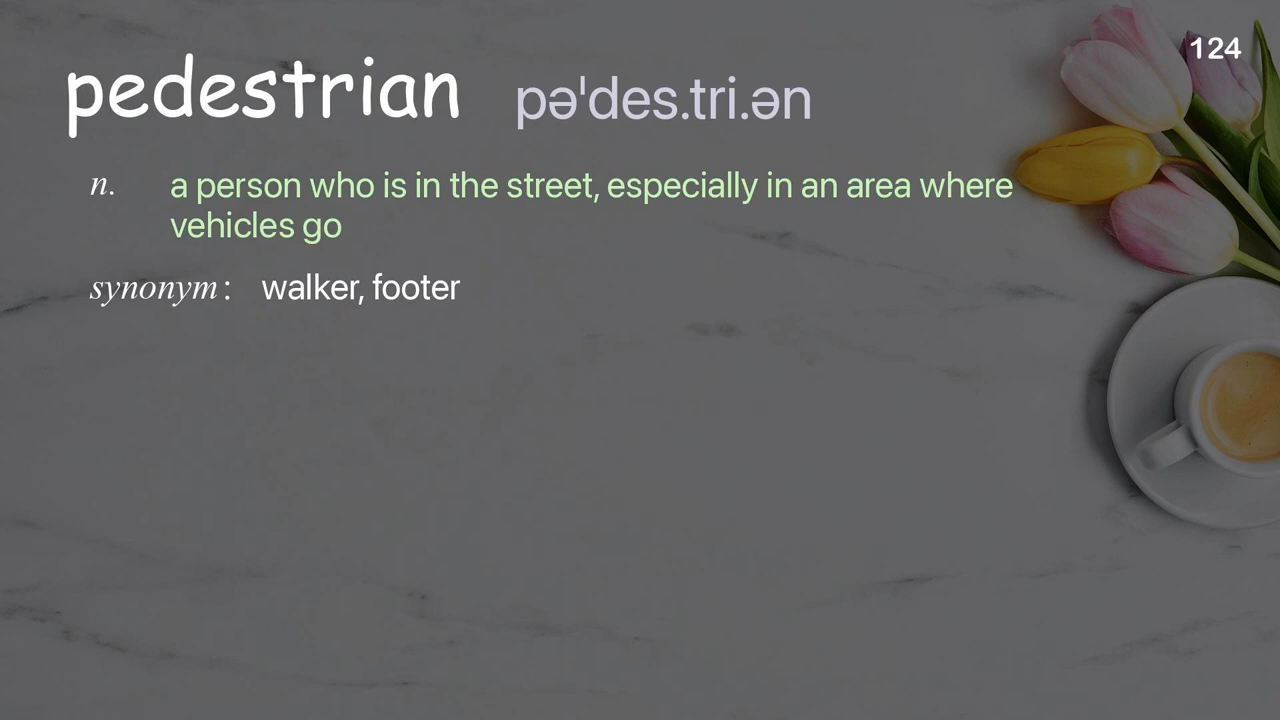 124
pedestrian pə'des.tri.ən
n. a person who is in the street, especially in an area where
vehicles go
synonym: walker, footer